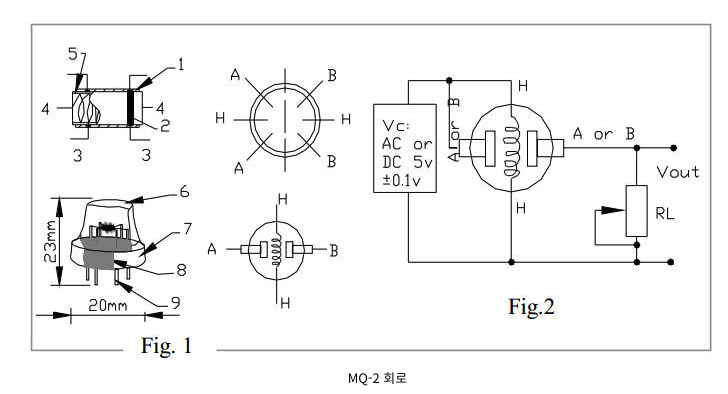 5
1
4
4
2
3
3
A
B
H
H
A
B
6
7
8
9
23mm
20mm
H
A
B
H
Fig. 1
Vc:
AC or
DC 5v
±0.1v
A or B
H
H
A or B
Vout
RL
Fig.2
MQ-2 회로